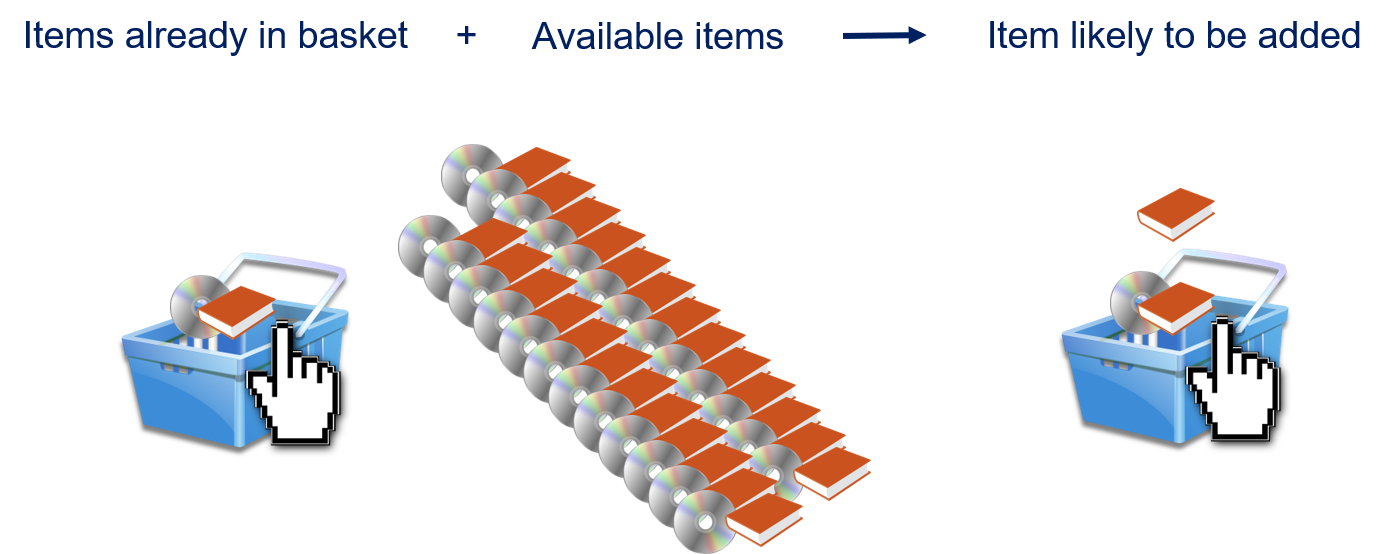 Items already in basket + Available items → Item likely to be added